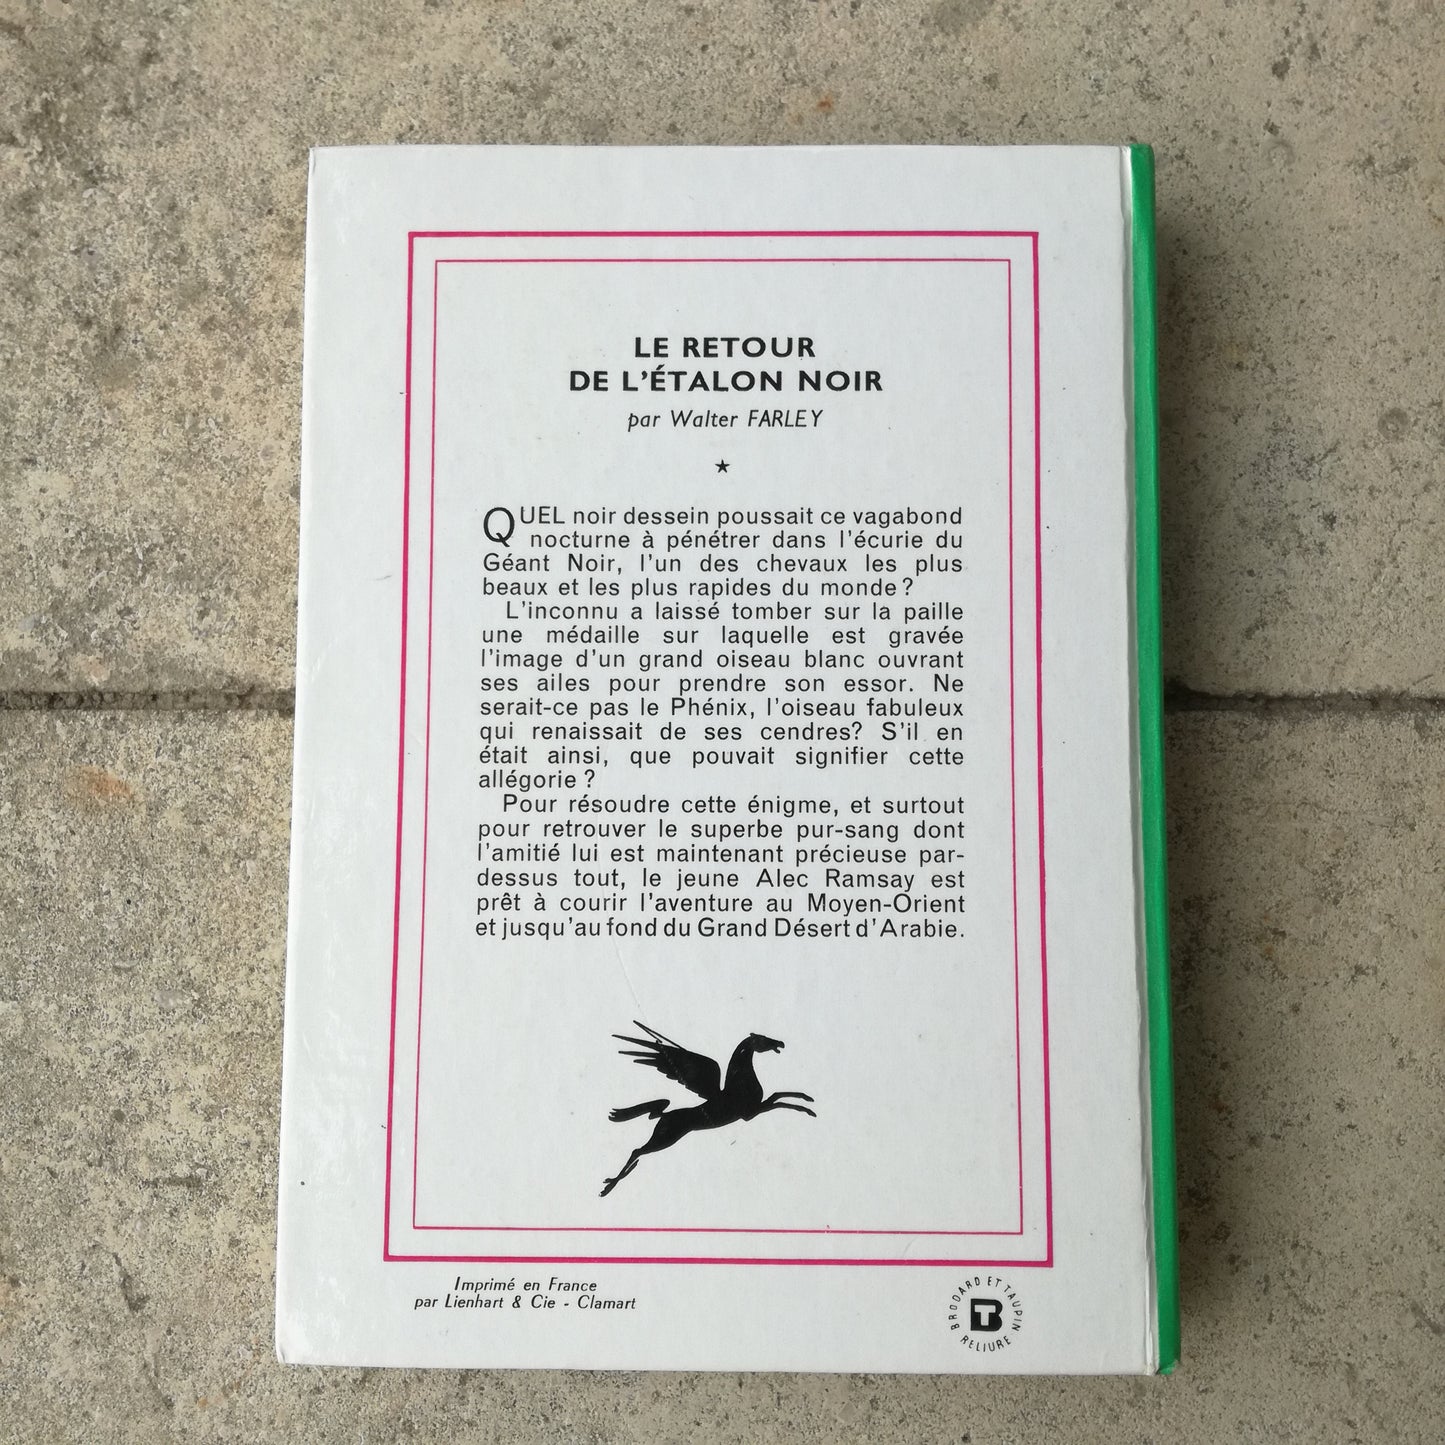 LE RETOUR
DE L'ÉTALON NOIR
par Walter FARLEY
★
QUEL noir dessein poussait ce vagabond
nocturne à pénétrer dans l'écurie du
Géant Noir, l'un des chevaux les plus
beaux et les plus rapides du monde ?
L'inconnu a laissé tomber sur la paille
une médaille sur laquelle est gravée
l'image d'un grand oiseau blanc ouvrant
ses ailes pour prendre son essor. Ne
serait-ce pas le Phénix, l'oiseau fabuleux
qui renaissait de ses cendres? S'il en
était ainsi, que pouvait signifier cette
allégorie ?
Pour résoudre cette énigme, et surtout
pour retrouver le superbe pur-sang dont
l'amitié lui est maintenant précieuse par-
dessus tout, le jeune Alec Ramsay est
prêt à courir l'aventure au Moyen-Orient
et jusqu'au fond du Grand Désert d'Arabie.
Imprimé en France
par Lienhart & Cie - Clamart
BRODARD ET TAUPIN
BT
RELIURE